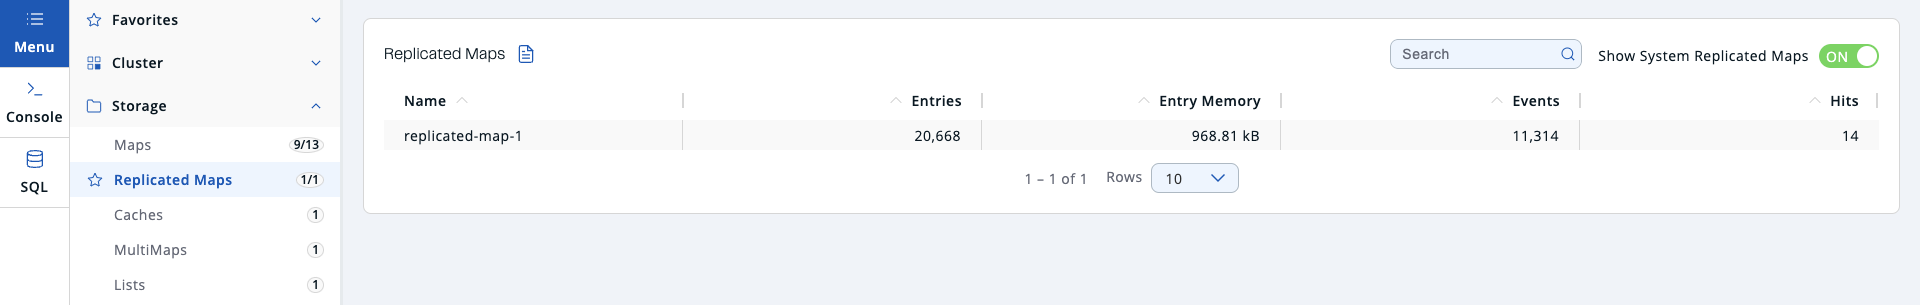 Menu
Console
SQL
Favorites
Cluster
Storage
Maps 9/13
Replicated Maps 1/1
Caches 1
MultiMaps 1
Lists 1
Replicated Maps Search Show System Replicated Maps ON
Name Entries Entry Memory Events Hits
replicated-map-1 20,668 968.81 kB 11,314 14
1 – 1 of 1 Rows 10